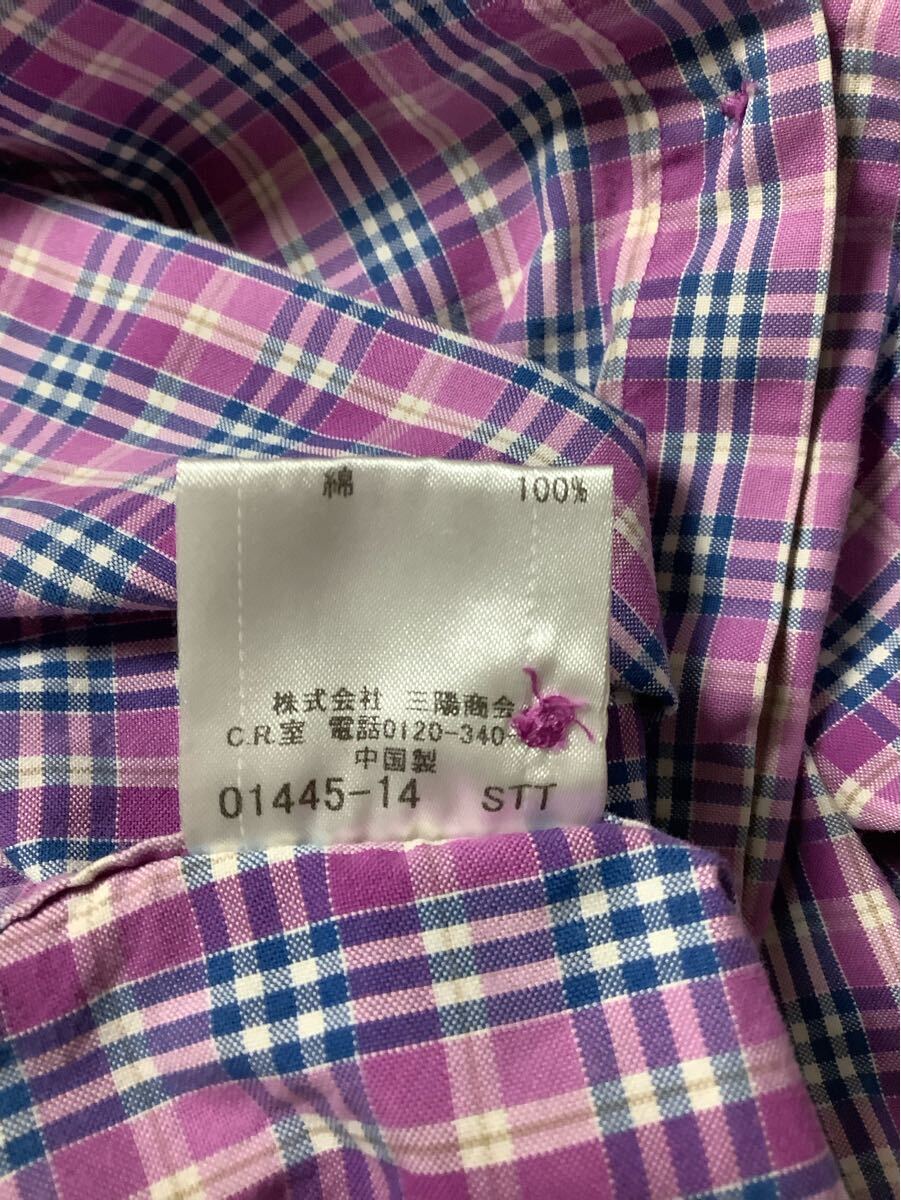 綿 100%
株式会社 三陽商会
C.R.室 電話0120-340-
中国製
01445-14 STT